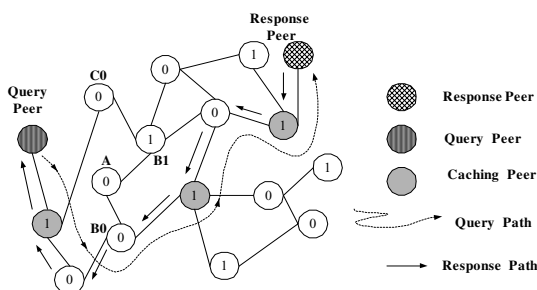 Response
Peer
C0
0
1
Query
Peer
0
0
1
1
B1
A
0
1
0
1
1
B0
0
0
1
0
Response Peer
Query Peer
Caching Peer
Query Path
Response Path